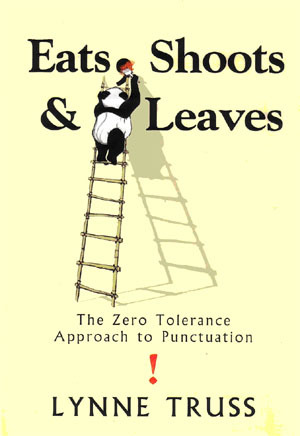 Eats, Shoots
& Leaves
The Zero Tolerance
Approach to Punctuation
!
LYNNE TRUSS